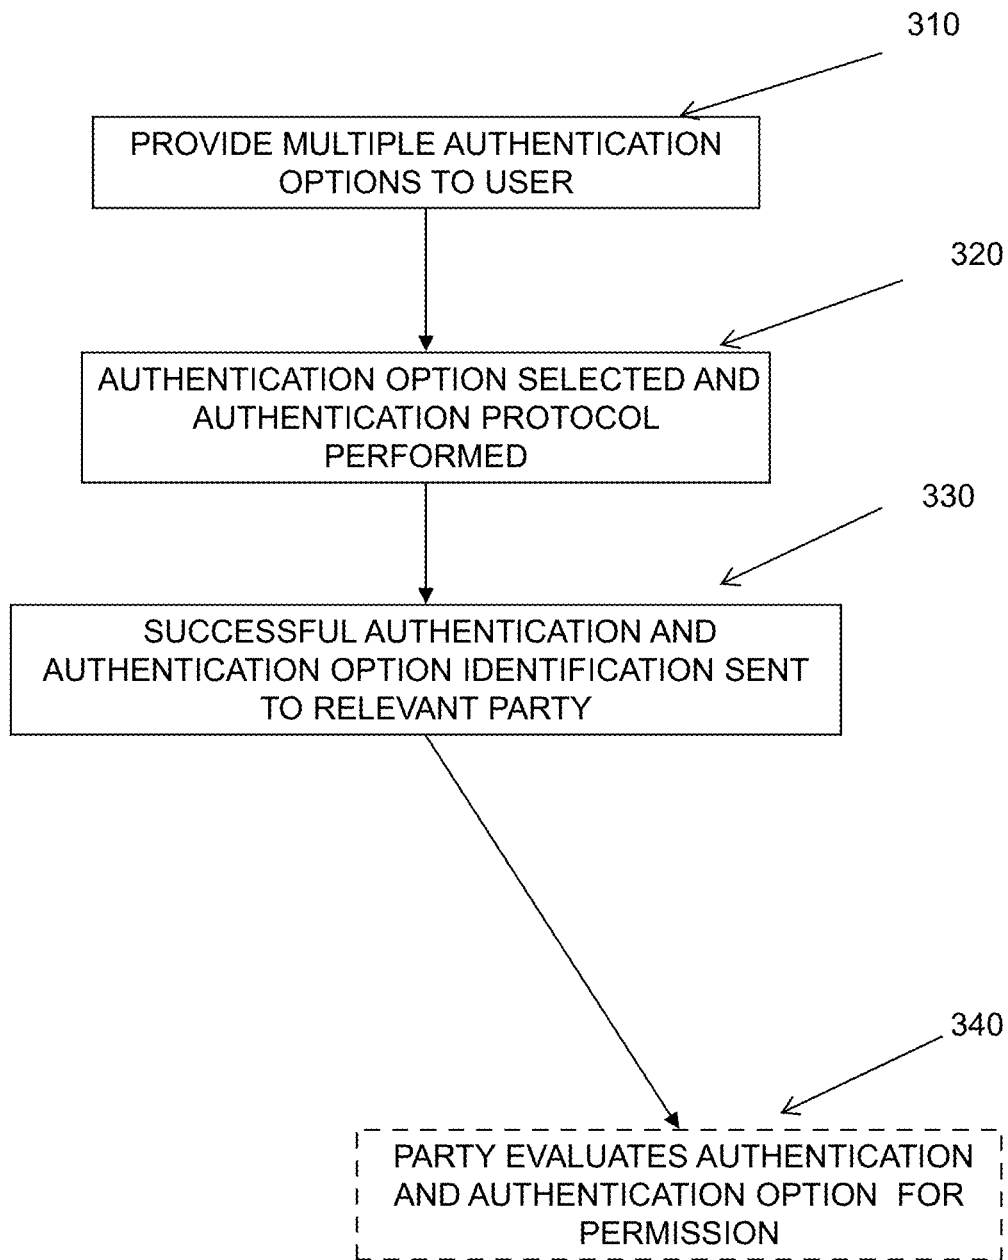 310
PROVIDE MULTIPLE AUTHENTICATION
OPTIONS TO USER
320
AUTHENTICATION OPTION SELECTED AND
AUTHENTICATION PROTOCOL
PERFORMED
330
SUCCESSFUL AUTHENTICATION AND
AUTHENTICATION OPTION IDENTIFICATION SENT
TO RELEVANT PARTY
340
PARTY EVALUATES AUTHENTICATION
AND AUTHENTICATION OPTION FOR
PERMISSION